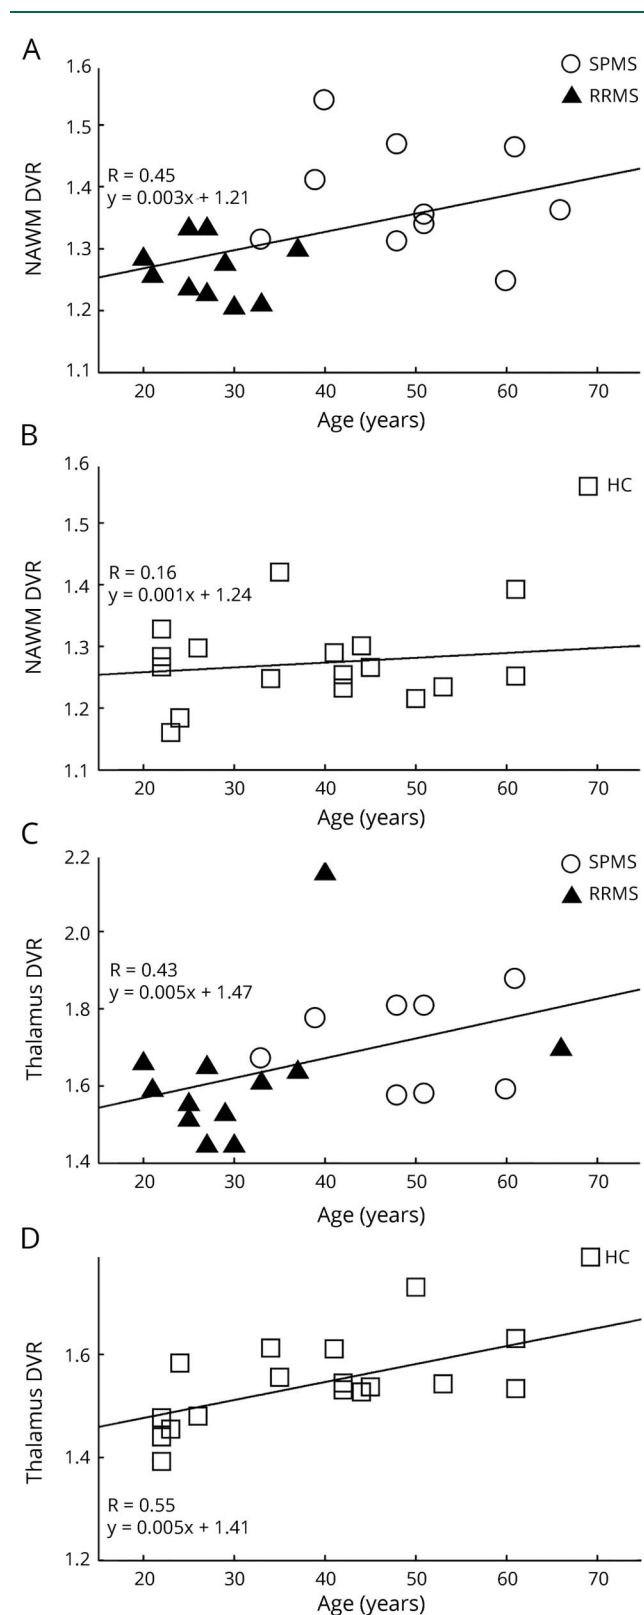 A
1.6
SPMS
RRMS
1.5
R = 0.45
y = 0.003x + 1.21
1.4
1.3
1.2
1.1
NAWM DVR
20 30 40 50 60 70
Age (years)
B
1.6
HC
1.5
R = 0.16
y = 0.001x + 1.24
1.4
1.3
1.2
1.1
NAWM DVR
20 30 40 50 60 70
Age (years)
C
2.2
SPMS
RRMS
2.0
R = 0.43
y = 0.005x + 1.47
1.8
1.6
1.4
Thalamus DVR
20 30 40 50 60 70
Age (years)
D
HC
1.6
1.4
R = 0.55
y = 0.005x + 1.41
1.2
Thalamus DVR
20 30 40 50 60 70
Age (years)